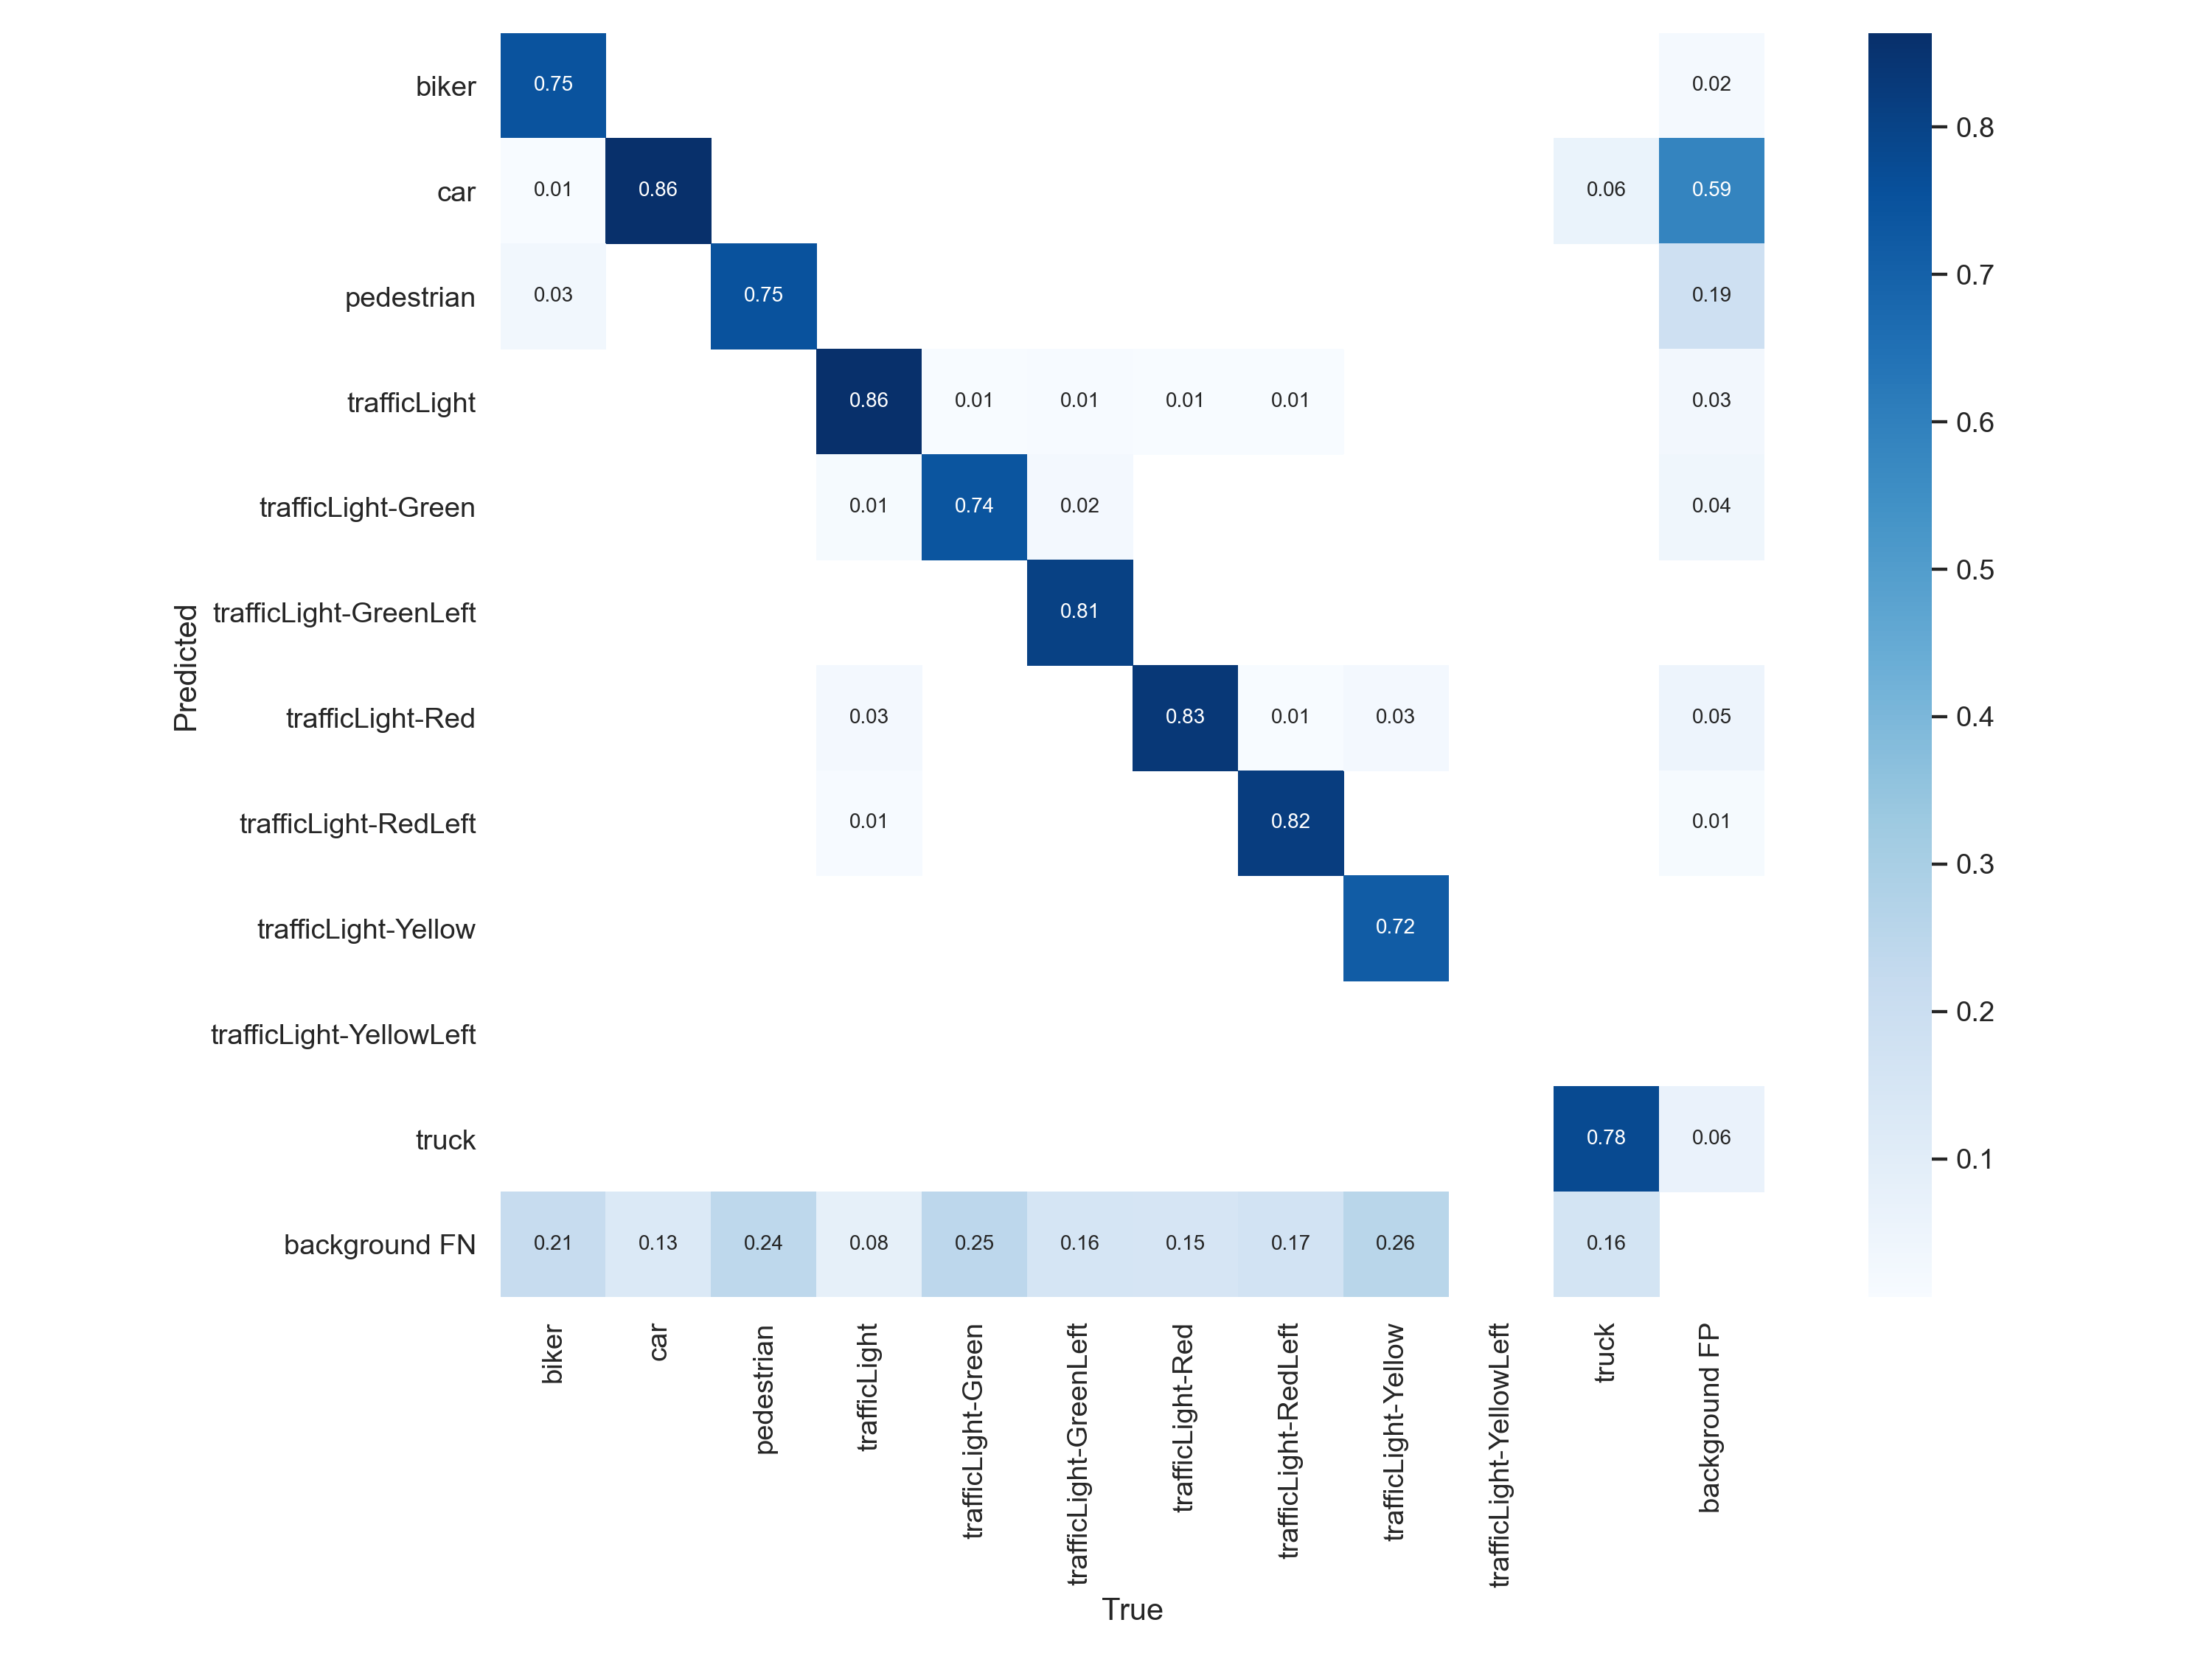 biker 0.75 0.02
car 0.01 0.86 0.06 0.59
pedestrian 0.03 0.75 0.19
trafficLight 0.86 0.01 0.01 0.01 0.01 0.03
trafficLight-Green 0.01 0.74 0.02 0.04
trafficLight-GreenLeft 0.81
trafficLight-Red 0.03 0.83 0.01 0.03 0.05
trafficLight-RedLeft 0.01 0.82 0.01
trafficLight-Yellow 0.72
trafficLight-YellowLeft
truck 0.78 0.06
background FN 0.21 0.13 0.24 0.08 0.25 0.16 0.15 0.17 0.26 0.16
Predicted
biker
car
pedestrian
trafficLight
trafficLight-Green
trafficLight-GreenLeft
trafficLight-Red
trafficLight-RedLeft
trafficLight-Yellow
trafficLight-YellowLeft
truck
background FP
True
0.8
0.7
0.6
0.5
0.4
0.3
0.2
0.1